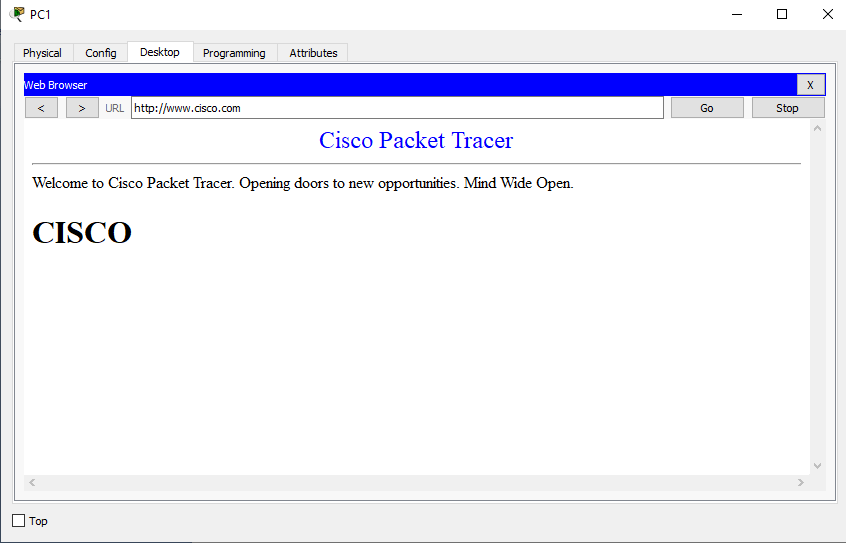 PC1
Physical Config Desktop Programming Attributes
Web Browser X
< > URL http://www.cisco.com Go Stop
Cisco Packet Tracer
Welcome to Cisco Packet Tracer. Opening doors to new opportunities. Mind Wide Open.
CISCO
Top